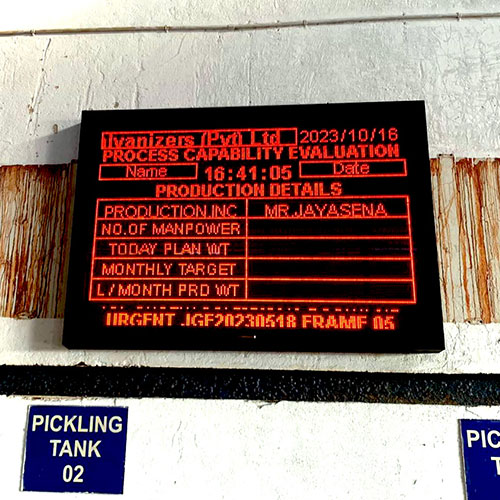 lvanizers (Pvt) Ltd 2023/10/16
PROCESS CAPABILITY EVALUATION
Name 16:41:05 Date
PRODUCTION DETAILS
PRODUCTION.INC MR.JAYASENA
NO.OF MANPOWER
TODAY PLAN WT
MONTHLY TARGET
L/MONTH PRD WT
URGENT JGF20230518 FRAME 05
PICKLING
TANK
02
PIC
T